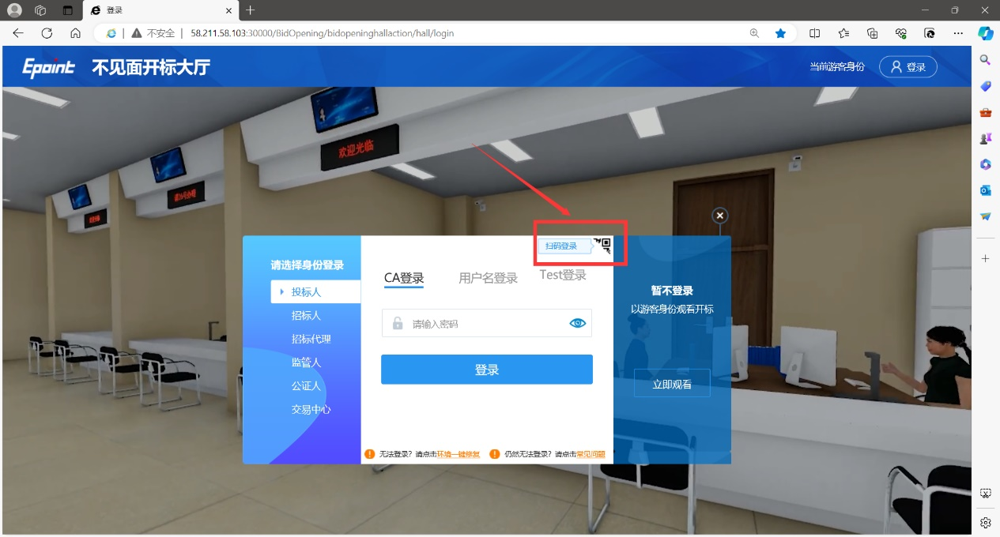 登录
不安全
58.211.58.103:30000/BidOpening/bidopeninghallaction/hall/login
Epoint 不见面开标大厅
当前游客身份
登录
欢迎光临
扫码登录
请选择身份登录
投标人
招标人
招标代理
监管人
公证人
交易中心
CA登录
用户名登录
Test登录
请输入密码
登录
无法登录？请点击环境一键修复
仍然无法登录？请点击常见问题
暂不登录
以游客身份观看开标
立即观看